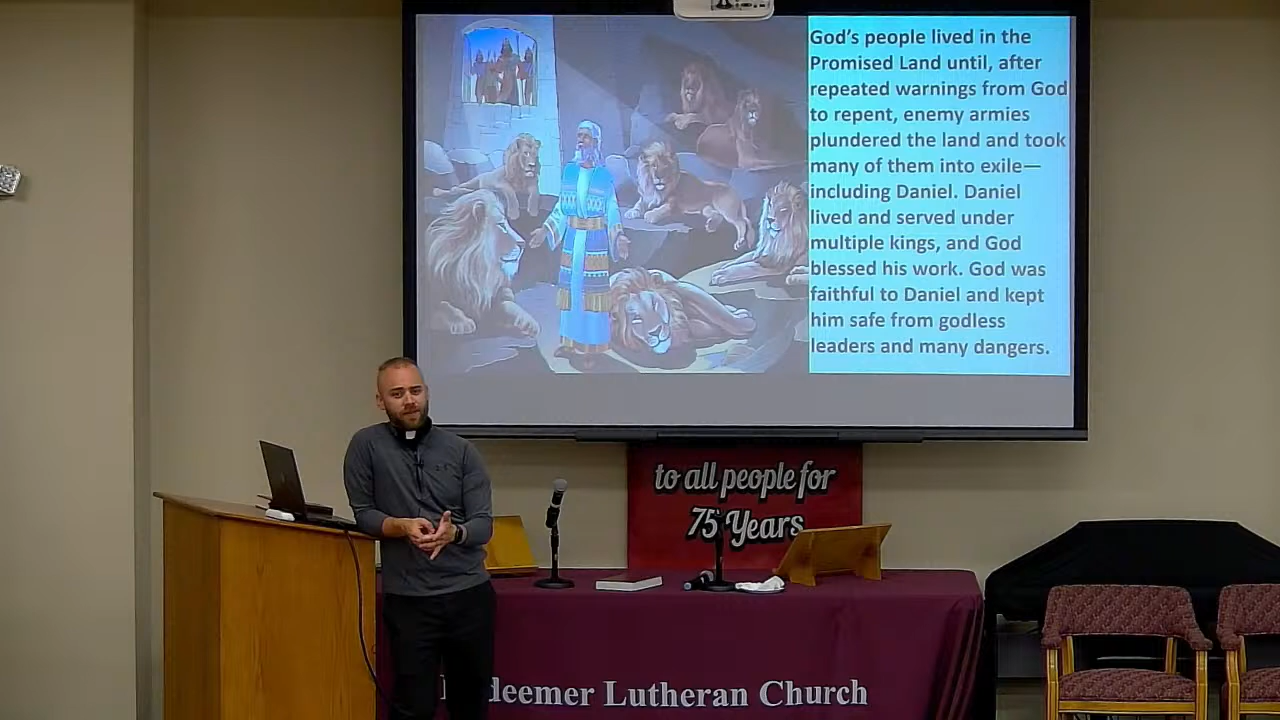 God's people lived in the
Promised Land until, after
repeated warnings from God
to repent, enemy armies
plundered the land and took
many of them into exile—
including Daniel. Daniel
lived and served under
multiple kings, and God
blessed his work. God was
faithful to Daniel and kept
him safe from godless
leaders and many dangers.
to all people for
75 Years
deemer Lutheran Church